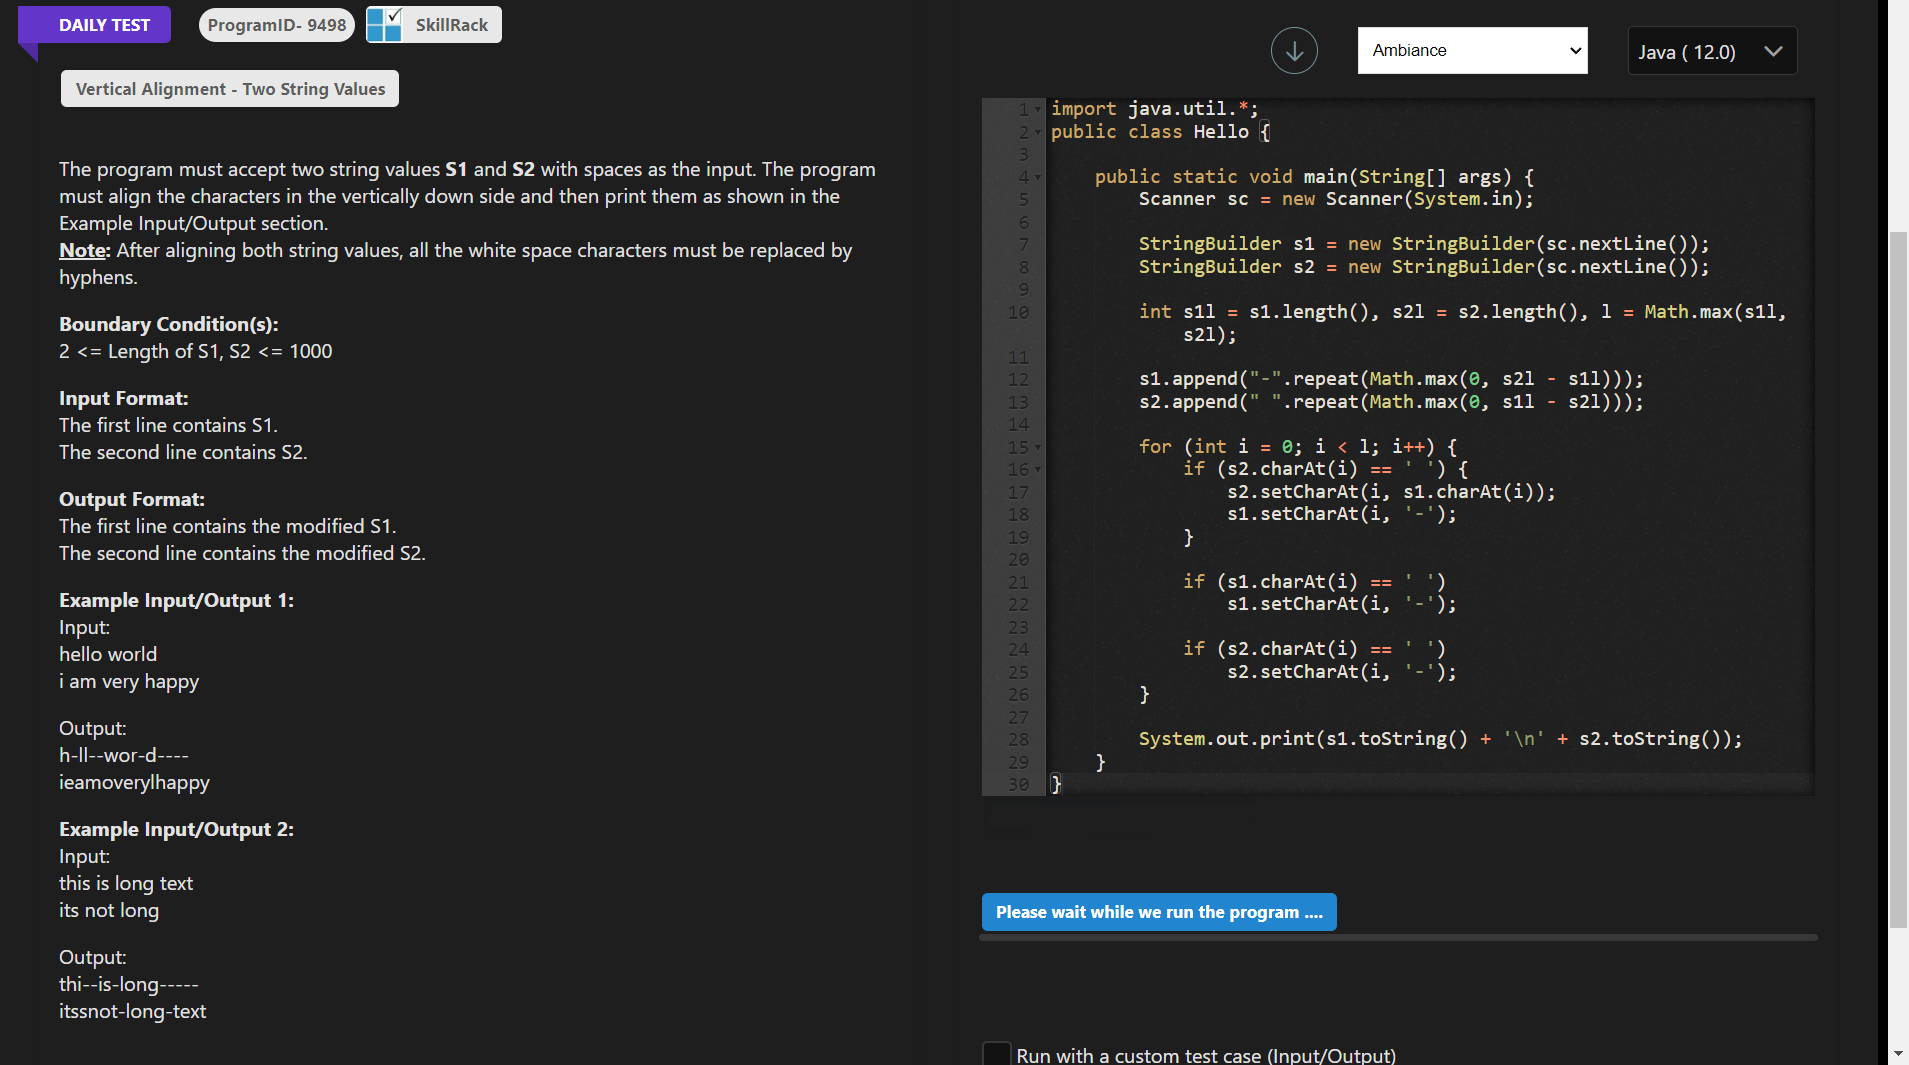 DAILY TEST
ProgramID- 9498
SkillRack
Vertical Alignment - Two String Values
The program must accept two string values S1 and S2 with spaces as the input. The program
must align the characters in the vertically down side and then print them as shown in the
Example Input/Output section.
Note: After aligning both string values, all the white space characters must be replaced by
hyphens.
Boundary Condition(s):
2 <= Length of S1, S2 <= 1000
Input Format:
The first line contains S1.
The second line contains S2.
Output Format:
The first line contains the modified S1.
The second line contains the modified S2.
Example Input/Output 1:
Input:
hello world
i am very happy
Output:
h-ll--wor-d----
ieamoverylhappy
Example Input/Output 2:
Input:
this is long text
its not long
Output:
thi--is-long-----
itssnot-long-text
Ambiance
Java ( 12.0)
1 import java.util.*;
2 public class Hello {
3
4     public static void main(String[] args) {
5         Scanner sc = new Scanner(System.in);
6
7         StringBuilder s1 = new StringBuilder(sc.nextLine());
8         StringBuilder s2 = new StringBuilder(sc.nextLine());
9
10         int s1l = s1.length(), s2l = s2.length(), l = Math.max(s1l,
            s2l);
11
12         s1.append("-".repeat(Math.max(0, s2l - s1l)));
13         s2.append(" ".repeat(Math.max(0, s1l - s2l)));
14
15         for (int i = 0; i < l; i++) {
16             if (s2.charAt(i) == ' ') {
17                 s2.setCharAt(i, s1.charAt(i));
18                 s1.setCharAt(i, '-');
19             }
20
21             if (s1.charAt(i) == ' ')
22                 s1.setCharAt(i, '-');
23
24             if (s2.charAt(i) == ' ')
25                 s2.setCharAt(i, '-');
26         }
27
28         System.out.print(s1.toString() + '\n' + s2.toString());
29     }
30 }
Please wait while we run the program ....
Run with a custom test case (Input/Output)